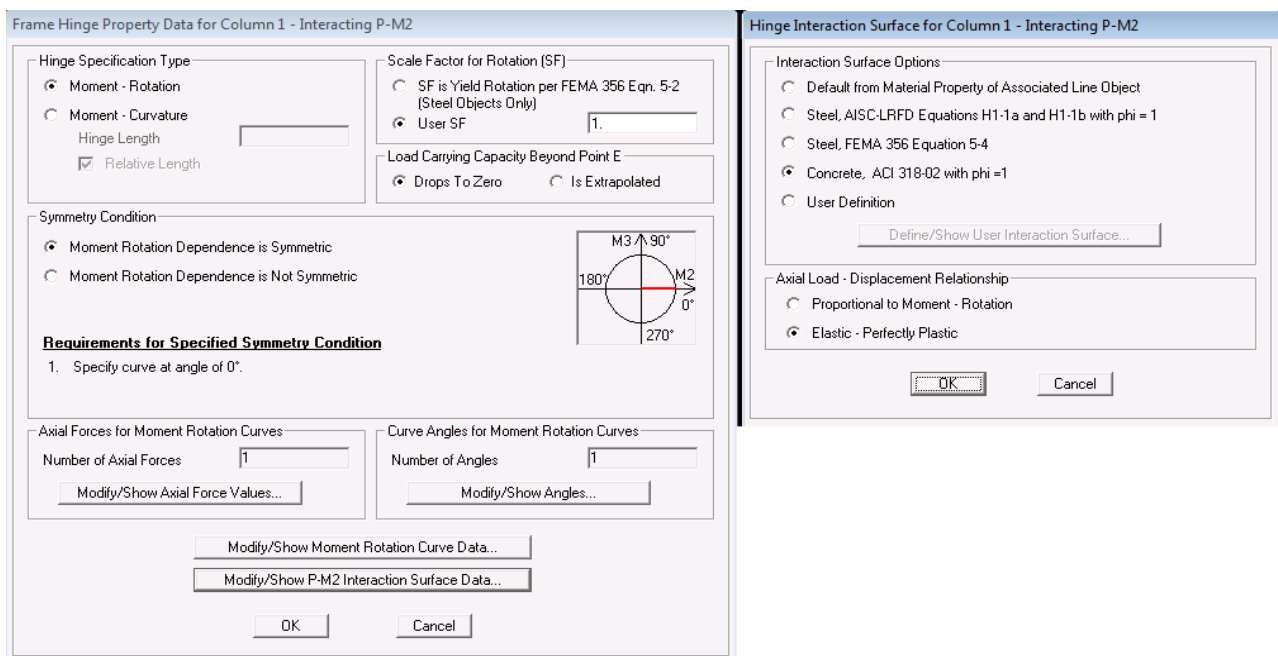 Frame Hinge Property Data for Column 1 - Interacting P-M2
Hinge Specification Type
Moment - Rotation
Moment - Curvature
Hinge Length
Relative Length
Scale Factor for Rotation (SF)
SF is Yield Rotation per FEMA 356 Eqn. 5-2
(Steel Objects Only)
User SF
1.
Load Carrying Capacity Beyond Point E
Drops To Zero
Is Extrapolated
Symmetry Condition
Moment Rotation Dependence is Symmetric
Moment Rotation Dependence is Not Symmetric
M3 90°
180°
M2
0°
270°
Requirements for Specified Symmetry Condition
1. Specify curve at angle of 0°.
Axial Forces for Moment Rotation Curves
Number of Axial Forces
1
Modify/Show Axial Force Values...
Curve Angles for Moment Rotation Curves
Number of Angles
1
Modify/Show Angles...
Modify/Show Moment Rotation Curve Data...
Modify/Show P-M2 Interaction Surface Data...
OK
Cancel
Hinge Interaction Surface for Column 1 - Interacting P-M2
Interaction Surface Options
Default from Material Property of Associated Line Object
Steel, AISC-LRFD Equations H1-1a and H1-1b with phi = 1
Steel, FEMA 356 Equation 5-4
Concrete, ACI 318-02 with phi =1
User Definition
Define/Show User Interaction Surface...
Axial Load - Displacement Relationship
Proportional to Moment - Rotation
Elastic - Perfectly Plastic
OK
Cancel